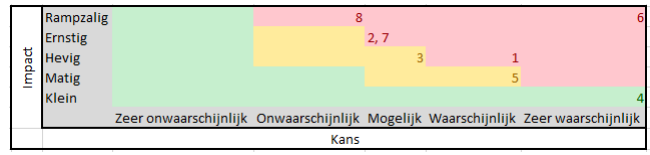 Impact
Rampzalig 8 6
Ernstig 2, 7
Hevig 3 1
Matig 5
Klein 4
Zeer onwaarschijnlijk Onwaarschijnlijk Mogelijk Waarschijnlijk Zeer waarschijnlijk
Kans